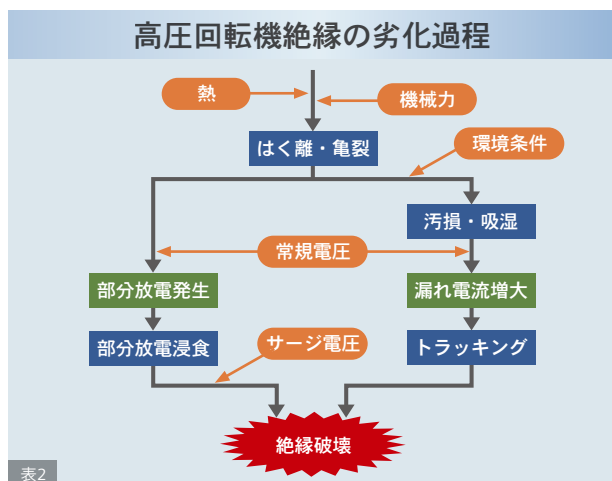 高圧回転機絶縁の劣化過程
熱
機械力
はく離・亀裂
環境条件
汚損・吸湿
常規電圧
部分放電発生
漏れ電流増大
部分放電浸食
サージ電圧
トラッキング
絶縁破壊
表2